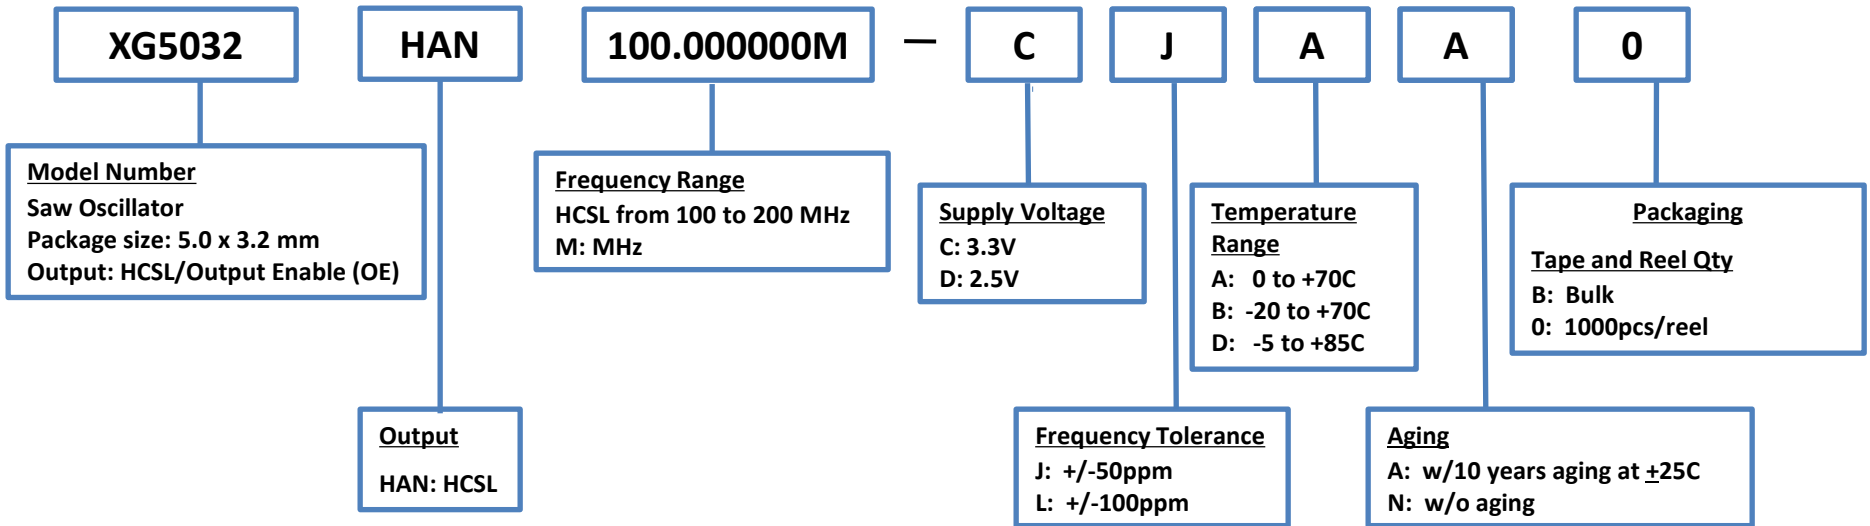 XG5032 HAN 100.000000M — C J A A 0
Model Number
Saw Oscillator
Package size: 5.0 x 3.2 mm
Output: HCSL/Output Enable (OE)
Output
HAN: HCSL
Frequency Range
HCSL from 100 to 200 MHz
M: MHz
Supply Voltage
C: 3.3V
D: 2.5V
Frequency Tolerance
J: +/-50ppm
L: +/-100ppm
Temperature
Range
A: 0 to +70C
B: -20 to +70C
D: -5 to +85C
Aging
A: w/10 years aging at ±25C
N: w/o aging
Packaging
Tape and Reel Qty
B: Bulk
0: 1000pcs/reel